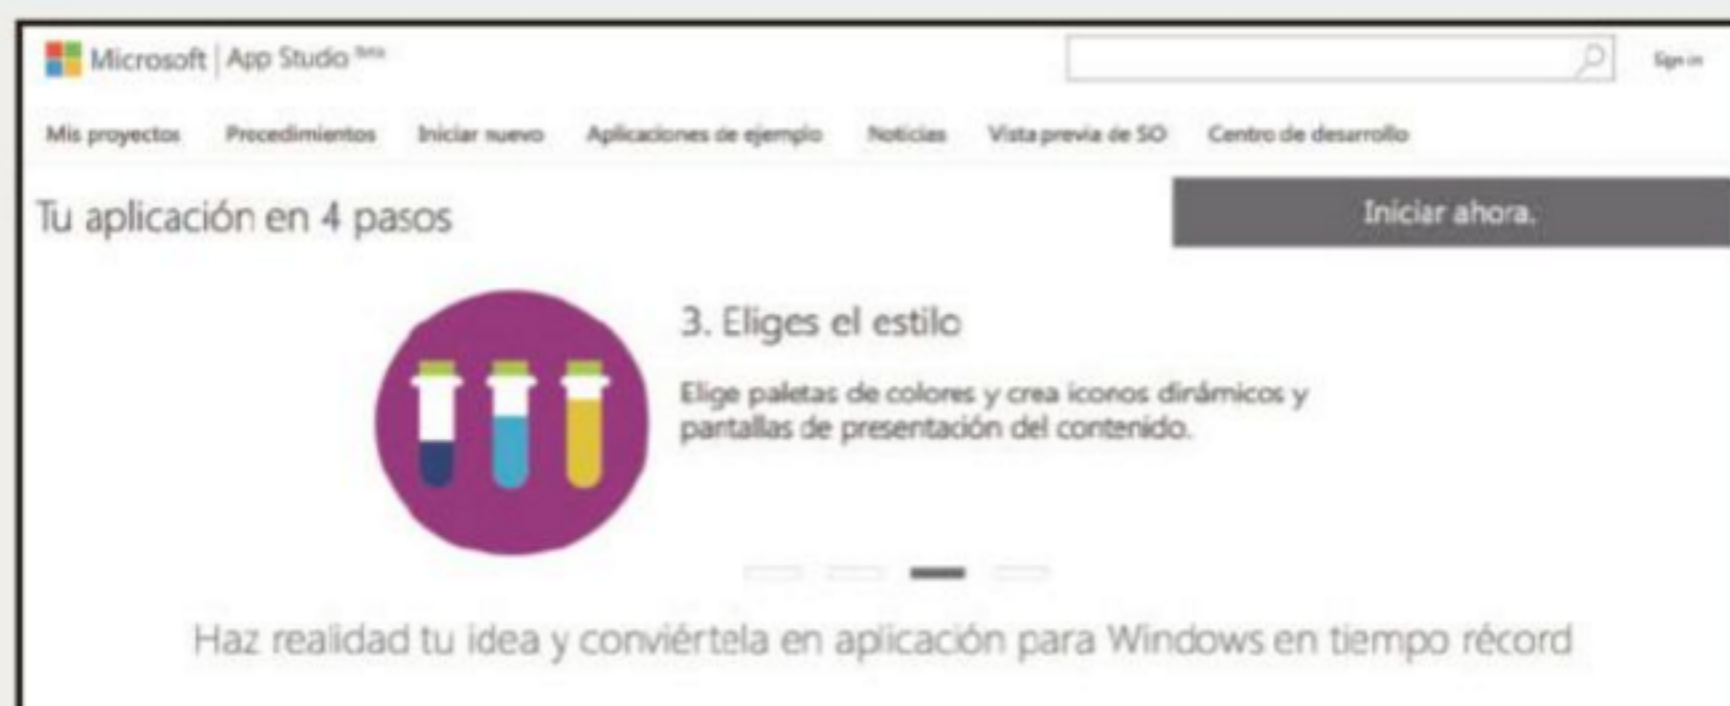 Microsoft | App Studio Beta
Sign in
Mis proyectos Procedimientos Iniciar nuevo Aplicaciones de ejemplo Noticias Vista previa de SO Centro de desarrollo
Tu aplicación en 4 pasos
Iniciar ahora.
3. Eliges el estilo
Elige paletas de colores y crea iconos dinámicos y
pantallas de presentación del contenido.
Haz realidad tu idea y conviértela en aplicación para Windows en tiempo récord